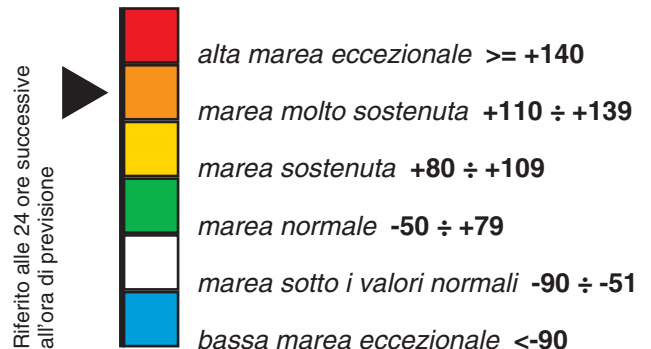 Riferito alle 24 ore successive
all'ora di previsione
alta marea eccezionale >= +140
marea molto sostenuta +110 ÷ +139
marea sostenuta +80 ÷ +109
marea normale -50 ÷ +79
marea sotto i valori normali -90 ÷ -51
bassa marea eccezionale <-90